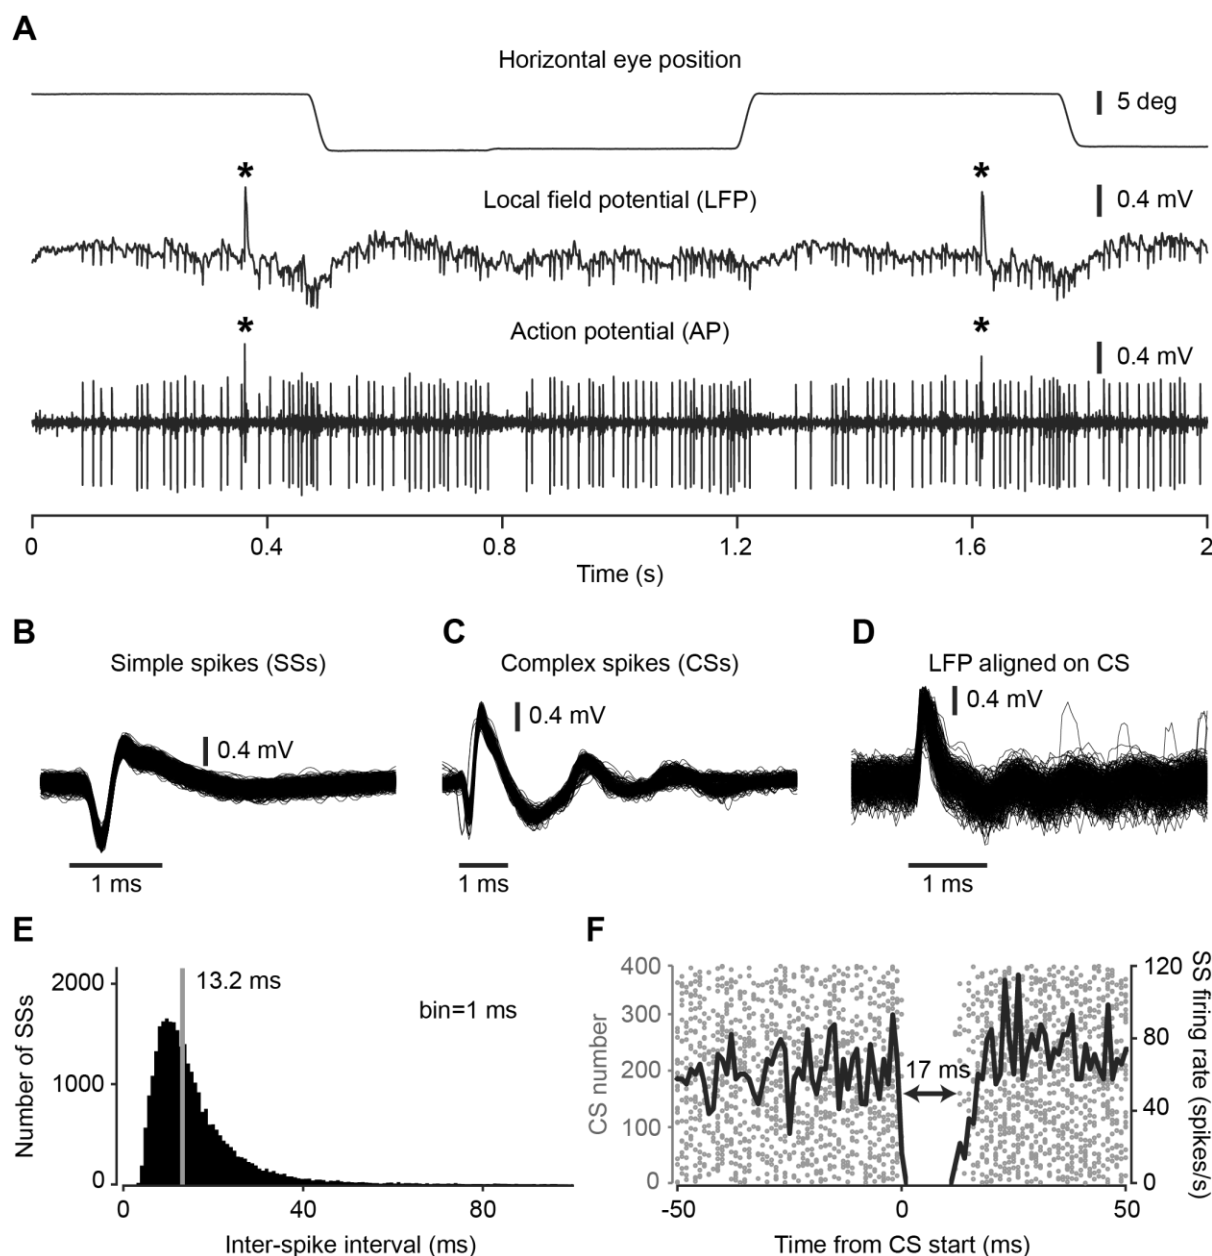 A
Horizontal eye position
5 deg
* *
Local field potential (LFP)
0.4 mV
* *
Action potential (AP)
0.4 mV
0 0.4 0.8 1.2 1.6 2
Time (s)
B
Simple spikes (SSs)
0.4 mV
1 ms
C
Complex spikes (CSs)
0.4 mV
1 ms
D
LFP aligned on CS
0.4 mV
1 ms
E
Number of SSs
2000
1000
0
13.2 ms
bin=1 ms
0 40 80
Inter-spike interval (ms)
F
CS number
400
300
200
100
0
17 ms
120
80
40
0
SS firing rate (spikes/s)
-50 0 50
Time from CS start (ms)